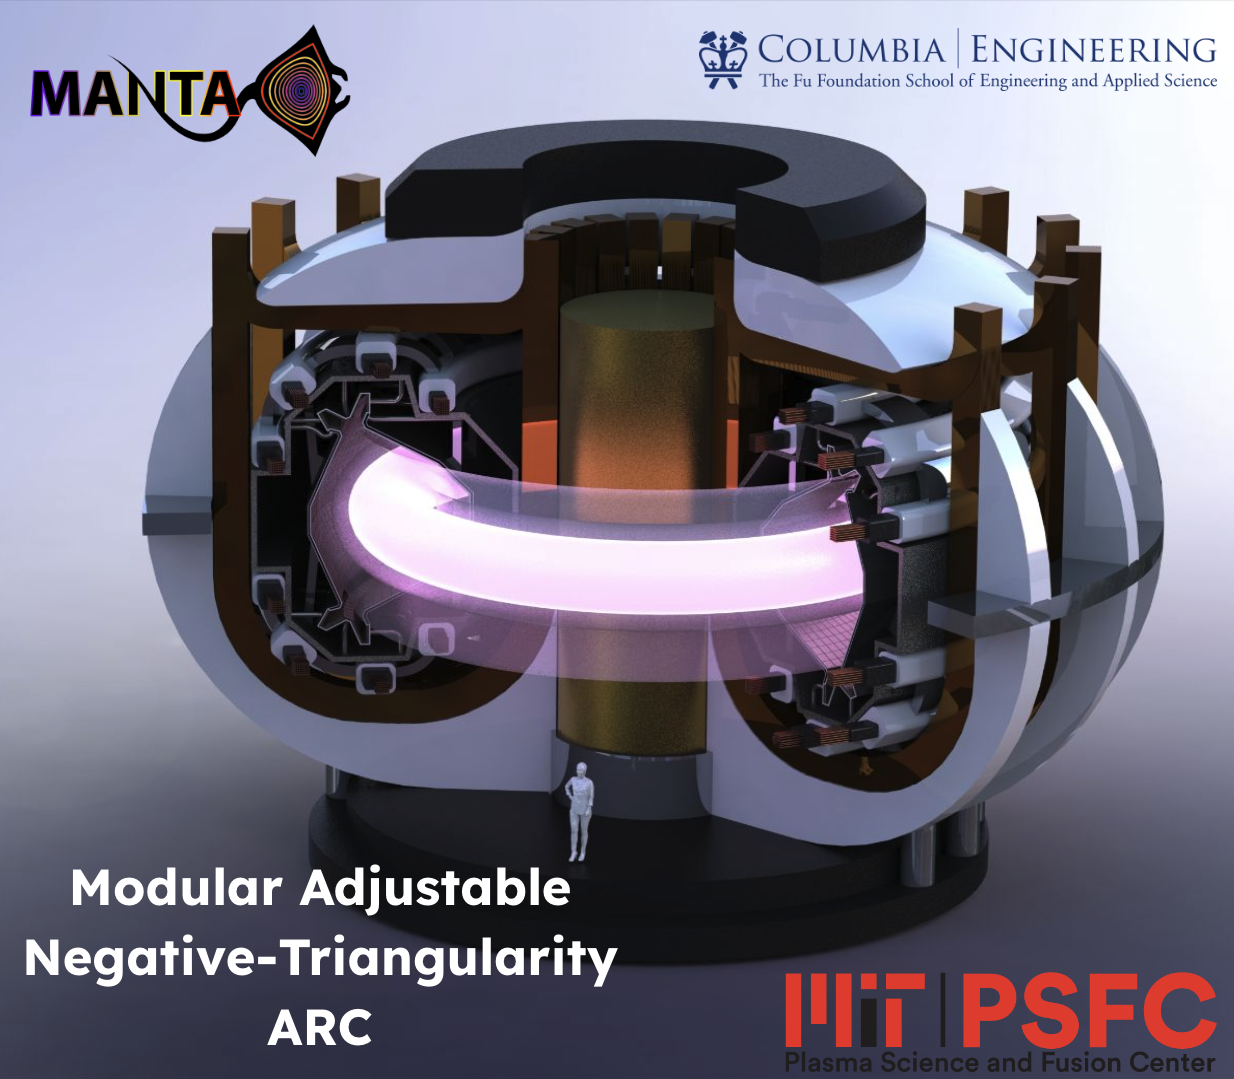 MANTA
COLUMBIA | ENGINEERING
The Fu Foundation School of Engineering and Applied Science
Modular Adjustable
Negative-Triangularity
ARC
MIT | PSFC
Plasma Science and Fusion Center